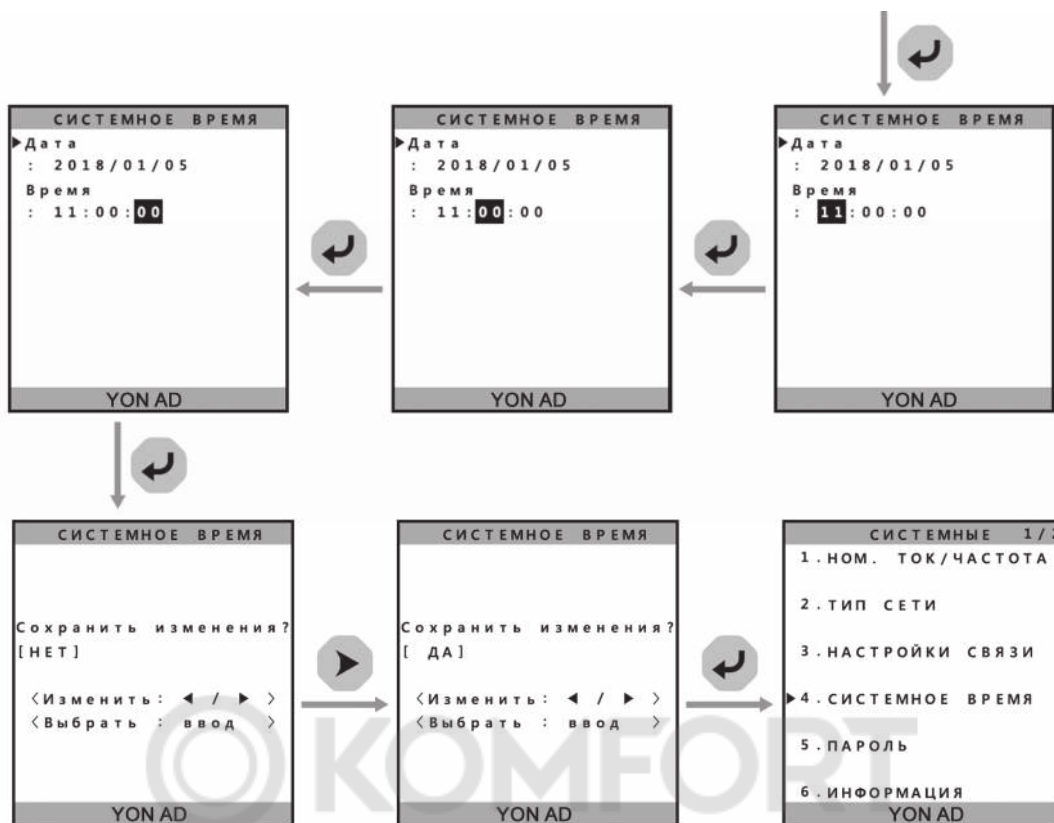 СИСТЕМНОЕ ВРЕМЯ
▶Дата
: 2018/01/05
Время
: 11:00:00
YON AD
СИСТЕМНОЕ ВРЕМЯ
▶Дата
: 2018/01/05
Время
: 11:00:00
YON AD
СИСТЕМНОЕ ВРЕМЯ
▶Дата
: 2018/01/05
Время
: 11:00:00
YON AD
СИСТЕМНОЕ ВРЕМЯ
Сохранить изменения?
[НЕТ]
〈Изменить: ◀ / ▶ 〉
〈Выбрать : ввод 〉
YON AD
СИСТЕМНОЕ ВРЕМЯ
Сохранить изменения?
[ ДА]
〈Изменить: ◀ / ▶ 〉
〈Выбрать : ввод 〉
YON AD
СИСТЕМНЫЕ 1/2
1.НОМ. ТОК/ЧАСТОТА
2.ТИП СЕТИ
3.НАСТРОЙКИ СВЯЗИ
▶4.СИСТЕМНОЕ ВРЕМЯ
5.ПАРОЛЬ
6.ИНФОРМАЦИЯ
YON AD
KOMFORT